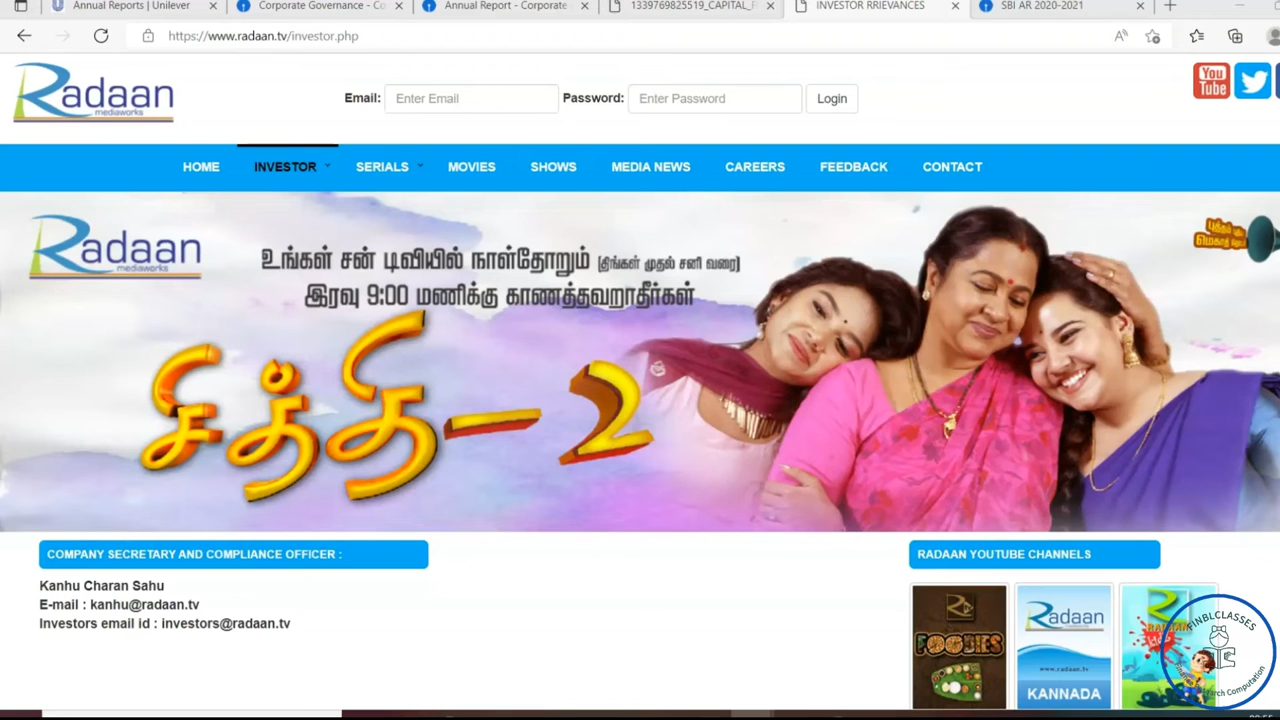 Annual Reports | Unilever
Corporate Governance - Co
Annual Report - Corporate
1339769825519_CAPITAL_F
INVESTOR RRIEVANCES
SBI AR 2020-2021
https://www.radaan.tv/investor.php
Radaan
mediaworks
Email: Enter Email Password: Enter Password Login
You Tube
HOME INVESTOR SERIALS MOVIES SHOWS MEDIA NEWS CAREERS FEEDBACK CONTACT
Radaan
mediaworks
உங்கள் சன் டிவியில் நாள்தோறும் (திங்கள் முதல் சனி வரை)
இரவு 9:00 மணிக்கு காணத்தவறாதீர்கள்
சித்தி-2
COMPANY SECRETARY AND COMPLIANCE OFFICER :
Kanhu Charan Sahu
E-mail : kanhu@radaan.tv
Investors email id : investors@radaan.tv
RADAAN YOUTUBE CHANNELS
FOODIES
Radaan
www.radaan.tv
KANNADA
FINBLCLASSES